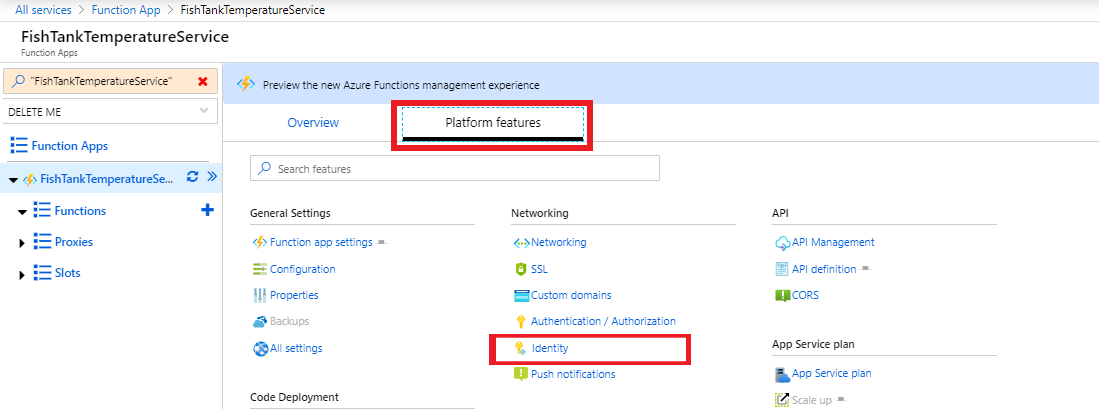 All services > Function App > FishTankTemperatureService
FishTankTemperatureService
Function Apps
"FishTankTemperatureService"
DELETE ME
Function Apps
FishTankTemperatureSe...
Functions
Proxies
Slots
Preview the new Azure Functions management experience
Overview
Platform features
Search features
General Settings
Function app settings
Configuration
Properties
Backups
All settings
Code Deployment
Networking
Networking
SSL
Custom domains
Authentication / Authorization
Identity
Push notifications
API
API Management
API definition
CORS
App Service plan
App Service plan
Scale up